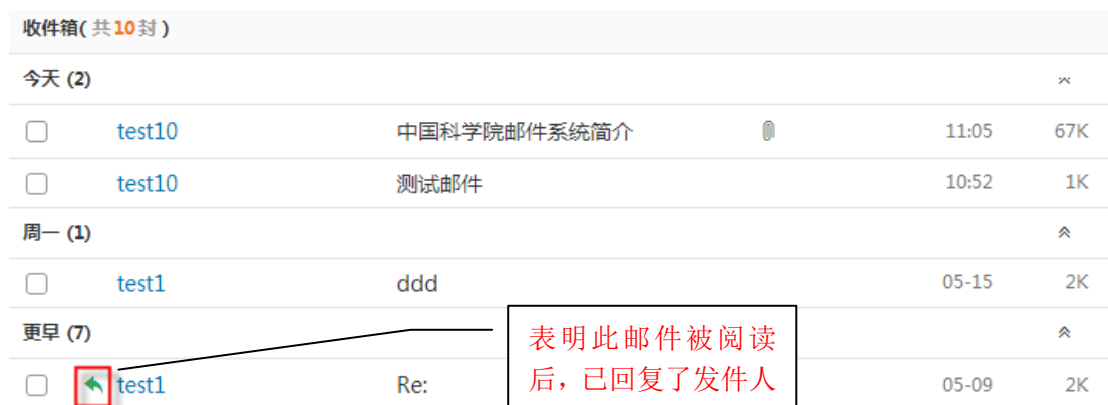 收件箱( 共10封 )
今天 (2)
test10 中国科学院邮件系统简介 11:05 67K
test10 测试邮件 10:52 1K
周一 (1)
test1 ddd 05-15 2K
更早 (7)
表明此邮件被阅读
后，已回复了发件人
test1 Re: 05-09 2K